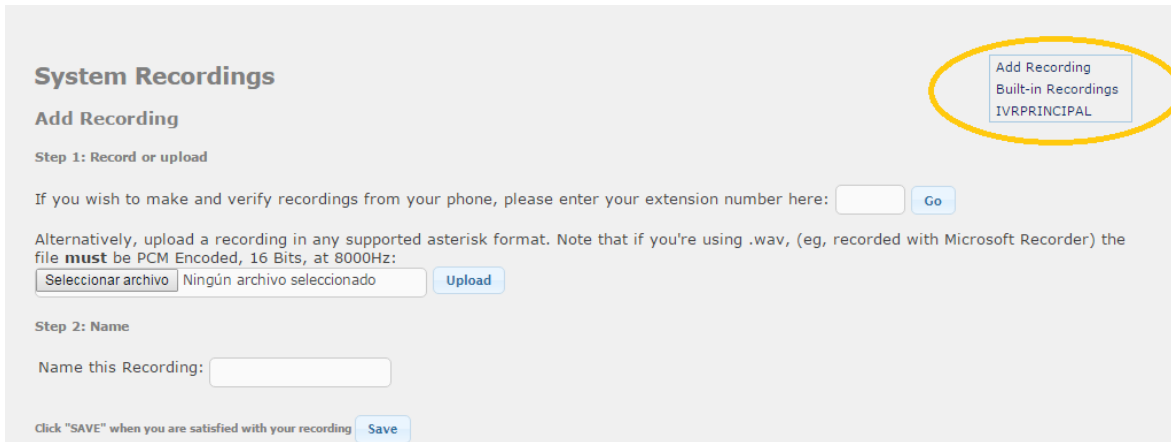 System Recordings
Add Recording
Built-in Recordings
IVRPRINCIPAL
Add Recording
Step 1: Record or upload
If you wish to make and verify recordings from your phone, please enter your extension number here: Go
Alternatively, upload a recording in any supported asterisk format. Note that if you're using .wav, (eg, recorded with Microsoft Recorder) the
file must be PCM Encoded, 16 Bits, at 8000Hz:
Seleccionar archivo Ningún archivo seleccionado Upload
Step 2: Name
Name this Recording:
Click "SAVE" when you are satisfied with your recording Save